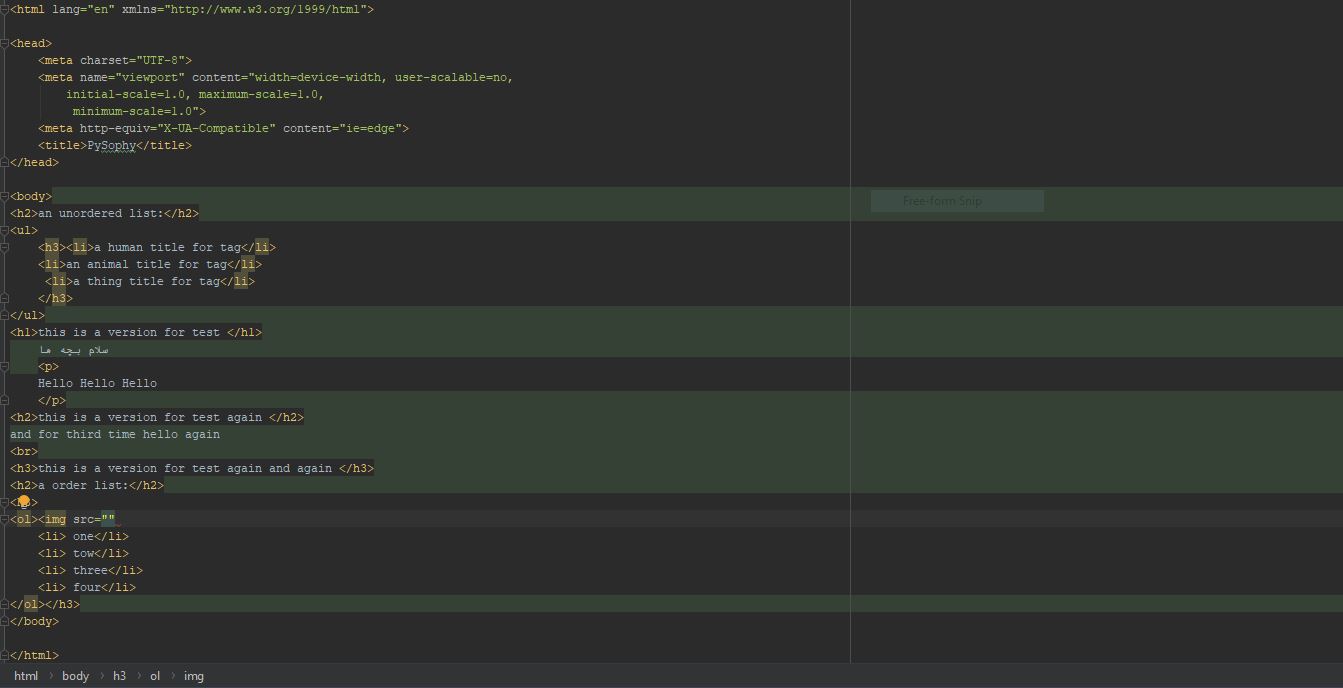 <html lang="en" xmlns="http://www.w3.org/1999/html">
<head>
<meta charset="UTF-8">
<meta name="viewport" content="width=device-width, user-scalable=no,
initial-scale=1.0, maximum-scale=1.0,
minimum-scale=1.0">
<meta http-equiv="X-UA-Compatible" content="ie=edge">
<title>PySophy</title>
</head>
<body>
Free-form Snip
<h2>an unordered list:</h2>
<ul>
<h3><li>a human title for tag</li>
<li>an animal title for tag</li>
<li>a thing title for tag</li>
</h3>
</ul>
<h1>this is a version for test </h1>
سلام بچه ها
<p>
Hello Hello Hello
</p>
<h2>this is a version for test again </h2>
and for third time hello again
<br>
<h3>this is a version for test again and again </h3>
<h2>a order list:</h2>
<ol><img src=""
<li> one</li>
<li> tow</li>
<li> three</li>
<li> four</li>
</ol></h3>
</body>
</html>
html › body › h3 › ol › img